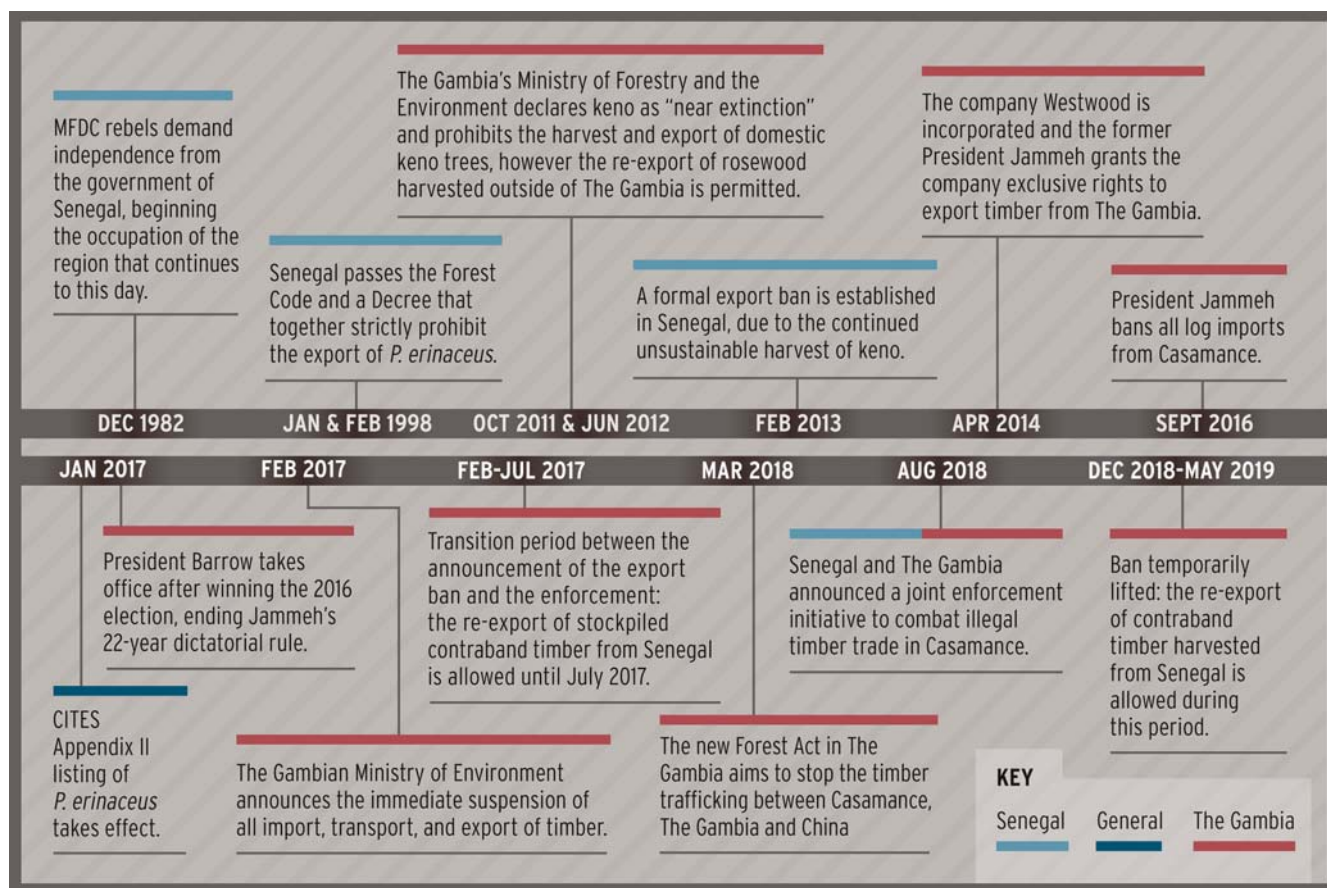 MFDC rebels demand
independence from
the government of
Senegal, beginning
the occupation of the
region that continues
to this day.
DEC 1982
Senegal passes the Forest
Code and a Decree that
together strictly prohibit
the export of P. erinaceus.
JAN & FEB 1998
The Gambia's Ministry of Forestry and the
Environment declares keno as “near extinction”
and prohibits the harvest and export of domestic
keno trees, however the re-export of rosewood
harvested outside of The Gambia is permitted.
OCT 2011 & JUN 2012
A formal export ban is established
in Senegal, due to the continued
unsustainable harvest of keno.
FEB 2013
The company Westwood is
incorporated and the former
President Jammeh grants the
company exclusive rights to
export timber from The Gambia.
APR 2014
President Jammeh
bans all log imports
from Casamance.
SEPT 2016
JAN 2017
President Barrow takes
office after winning the 2016
election, ending Jammeh's
22-year dictatorial rule.
CITES
Appendix II
listing of
P. erinaceus
takes effect.
FEB 2017
The Gambian Ministry of Environment
announces the immediate suspension of
all import, transport, and export of timber.
FEB-JUL 2017
Transition period between the
announcement of the export
ban and the enforcement:
the re-export of stockpiled
contraband timber from Senegal
is allowed until July 2017.
MAR 2018
The new Forest Act in The
Gambia aims to stop the timber
trafficking between Casamance,
The Gambia and China
AUG 2018
Senegal and The Gambia
announced a joint enforcement
initiative to combat illegal
timber trade in Casamance.
DEC 2018-MAY 2019
Ban temporarily
lifted: the re-export
of contraband
timber harvested
from Senegal is
allowed during
this period.
KEY
Senegal General The Gambia